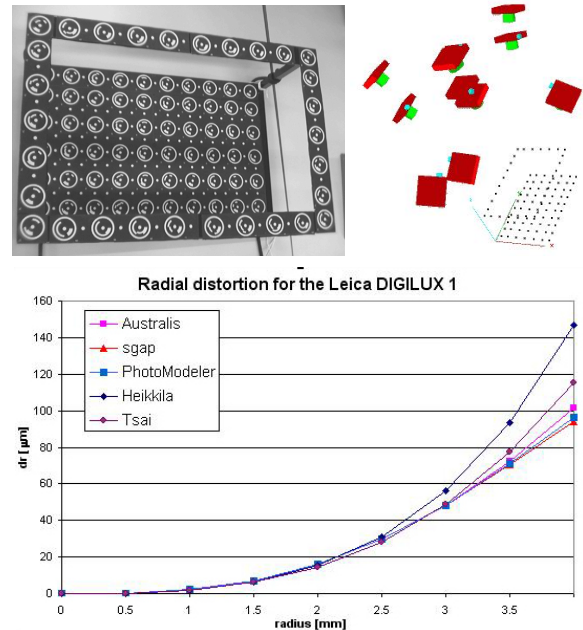 x
Radial distortion for the Leica DIGILUX 1
160
140
120
100
80
60
40
20
0
dr [µm]
Australis
sgap
PhotoModeler
Heikkila
Tsai
0 0.5 1 1.5 2 2.5 3 3.5
radius [mm]